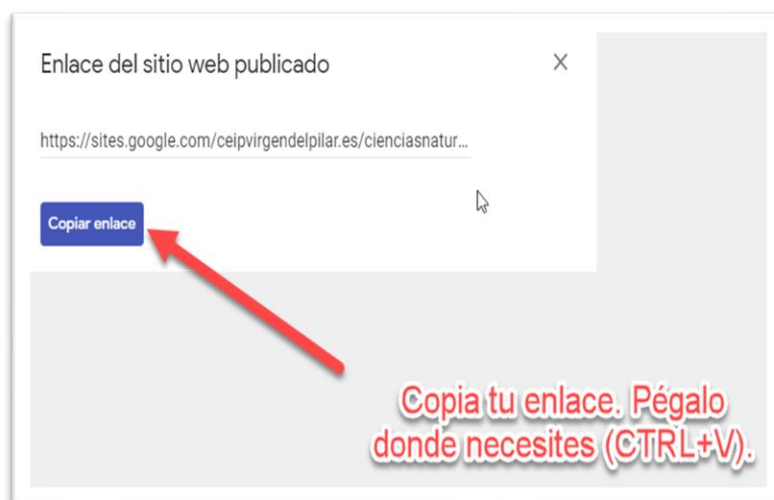 Enlace del sitio web publicado
https://sites.google.com/ceipvirgendelpilar.es/cienciasnatur...
Copiar enlace
Copia tu enlace. Pégalo
donde necesites (CTRL+V).